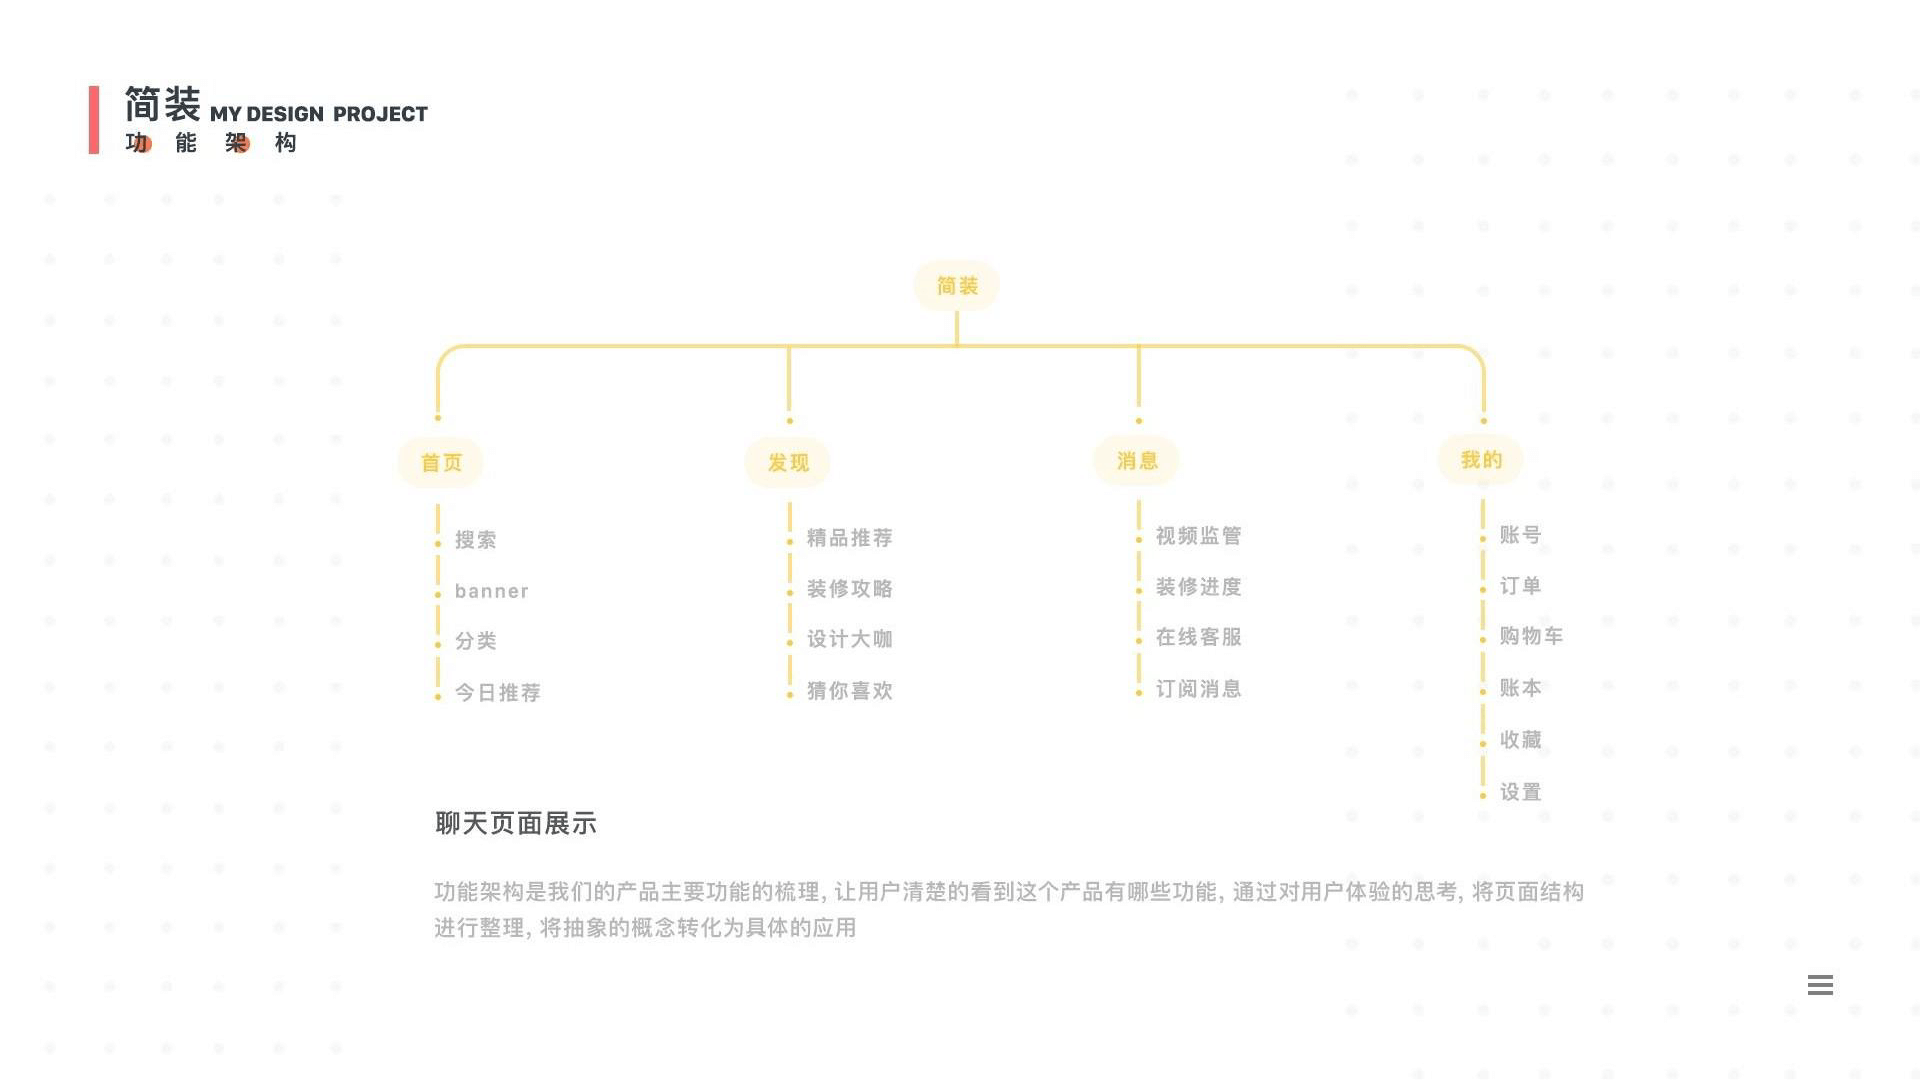 简装 MY DESIGN PROJECT
功能架构
简装
首页
搜索
banner
分类
今日推荐
发现
精品推荐
装修攻略
设计大咖
猜你喜欢
消息
视频监管
装修进度
在线客服
订阅消息
我的
账号
订单
购物车
账本
收藏
设置
聊天页面展示
功能架构是我们的产品主要功能的梳理, 让用户清楚的看到这个产品有哪些功能, 通过对用户体验的思考, 将页面结构
进行整理, 将抽象的概念转化为具体的应用